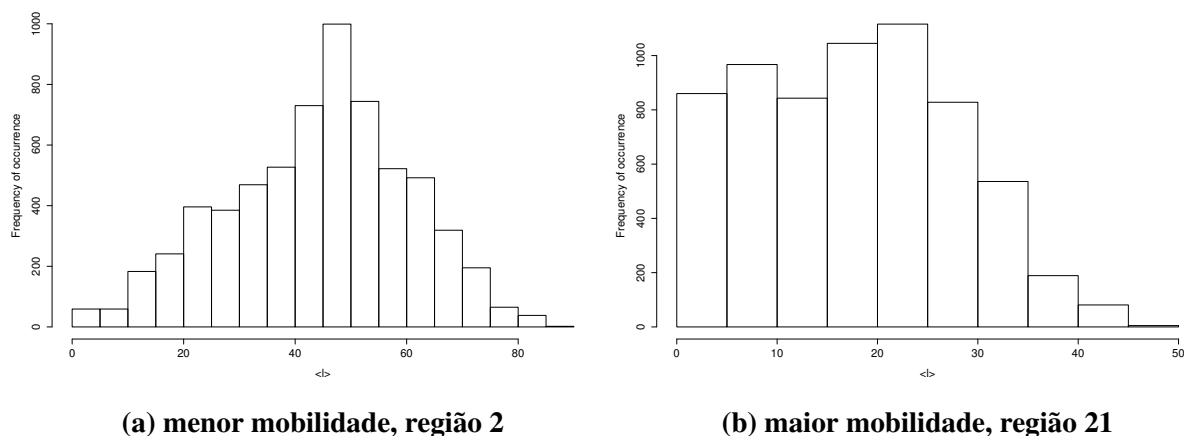 Frequency of occurrence
0
200
400
600
800
1000
0 20 40 60 80
<l>
(a) menor mobilidade, região 2
Frequency of occurrence
0
200
400
600
800
1000
0 10 20 30 40 50
<l>
(b) maior mobilidade, região 21